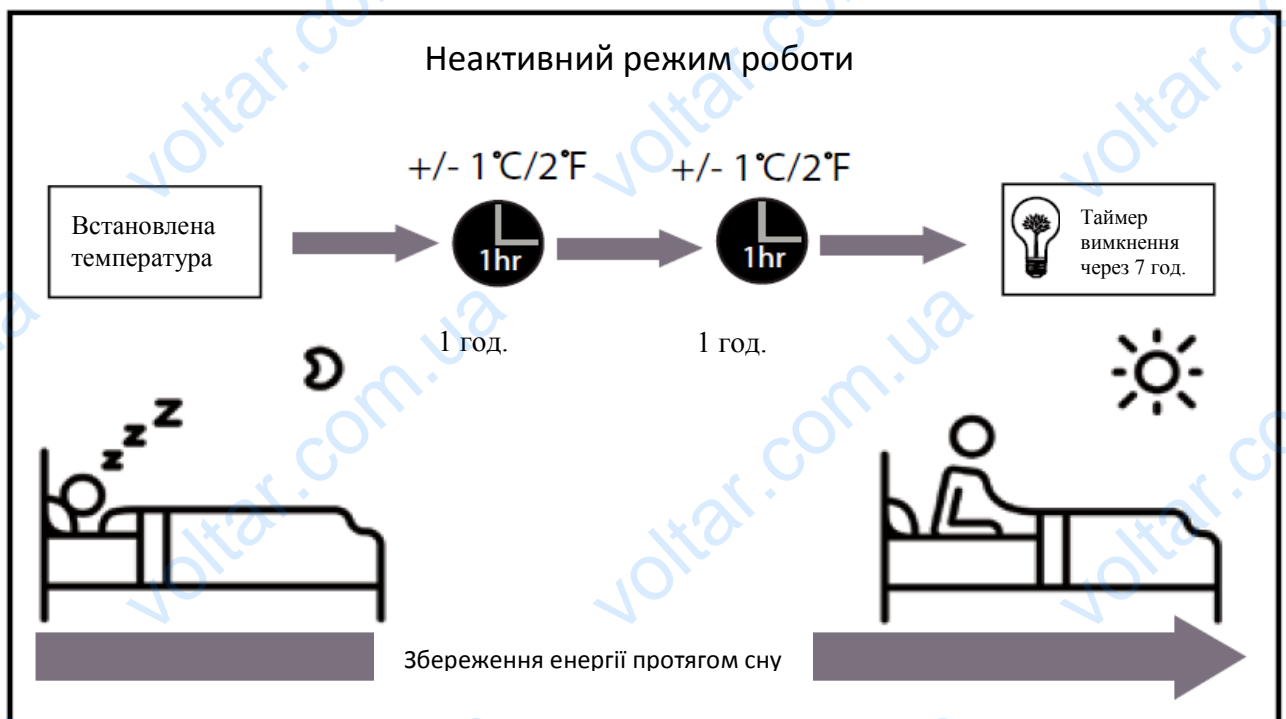 Неактивний режим роботи
+/- 1°C/2°F
+/- 1°C/2°F
Встановлена
температура
1hr
1hr
Таймер
вимкнення
через 7 год.
1 год.
1 год.
z z Z
Збереження енергії протягом сну
voltar.com.ua